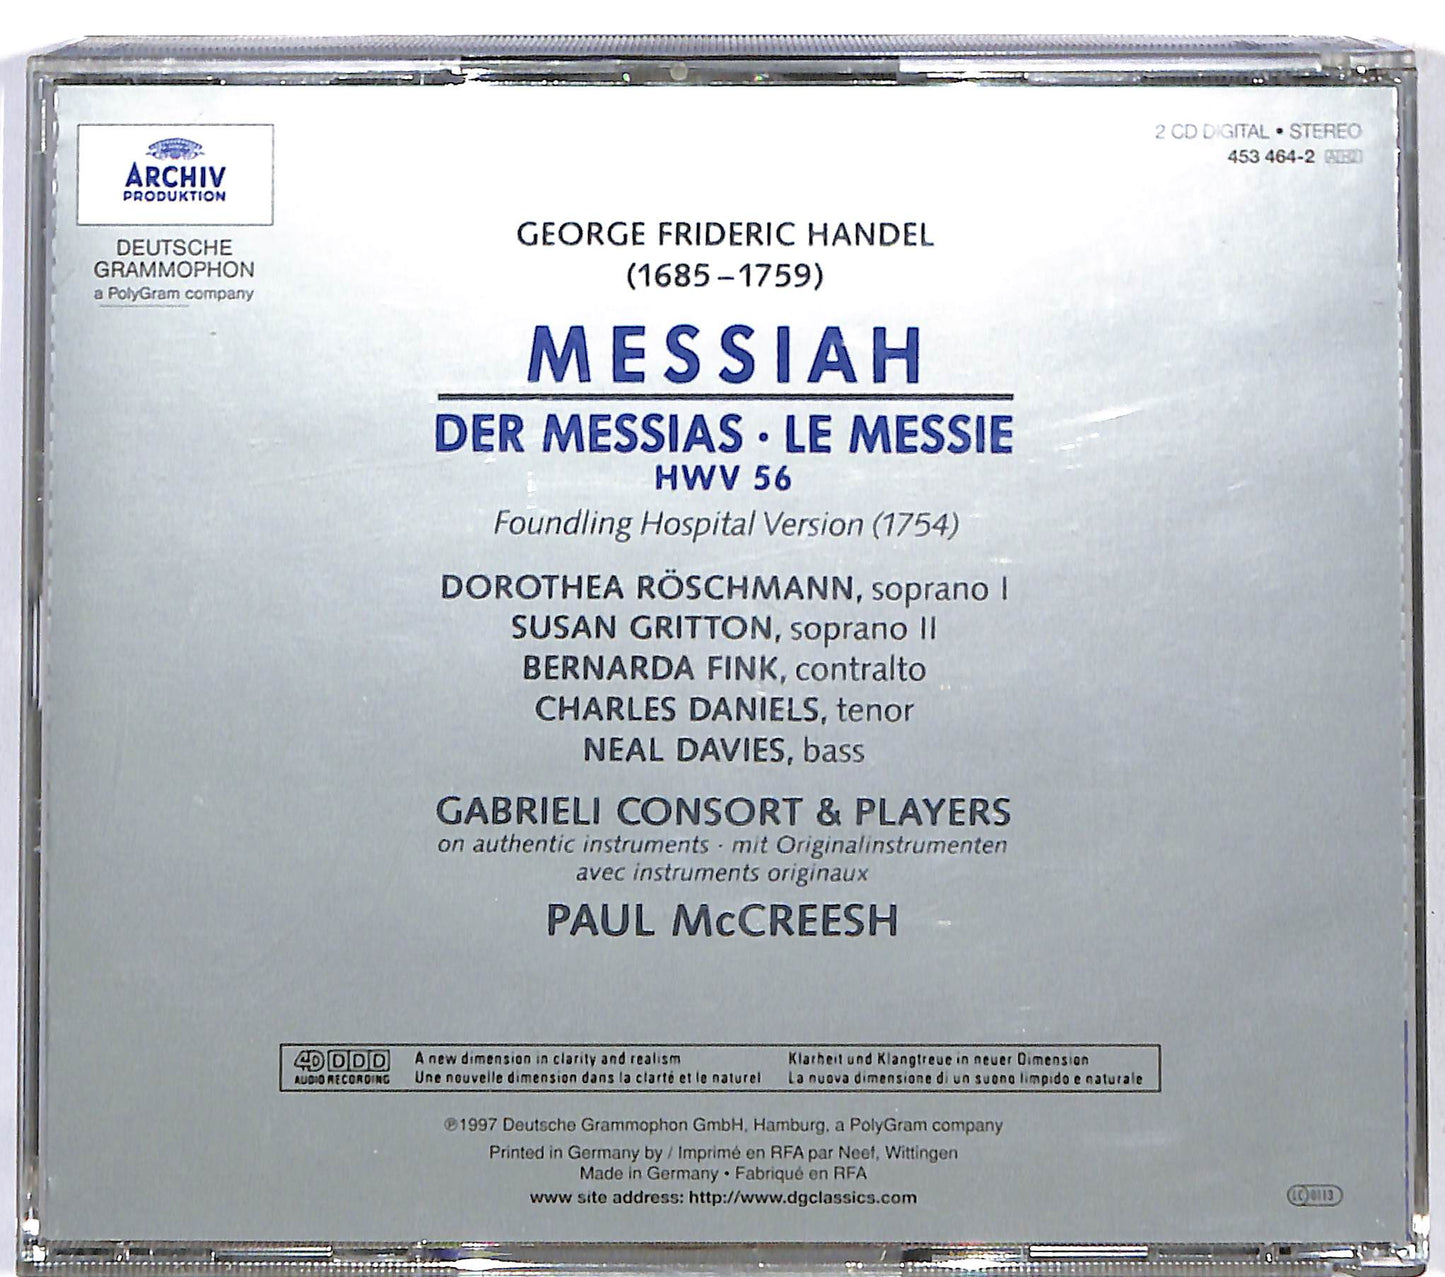 ARCHIV
PRODUKTION
DEUTSCHE
GRAMMOPHON
a PolyGram company
2 CD DIGITAL • STEREO
453 464-2 AH2
GEORGE FRIDERIC HANDEL
(1685–1759)
MESSIAH
DER MESSIAS · LE MESSIE
HWV 56
Foundling Hospital Version (1754)
DOROTHEA RÖSCHMANN, soprano I
SUSAN GRITTON, soprano II
BERNARDA FINK, contralto
CHARLES DANIELS, tenor
NEAL DAVIES, bass
GABRIELI CONSORT & PLAYERS
on authentic instruments · mit Originalinstrumenten
avec instruments originaux
PAUL McCREESH
4D DDD
AUDIO RECORDING
A new dimension in clarity and realism
Une nouvelle dimension dans la clarté et le naturel
Klarheit und Klangtreue in neuer Dimension
La nuova dimensione di un suono limpido e naturale
℗1997 Deutsche Grammophon GmbH, Hamburg, a PolyGram company
Printed in Germany by / Imprimé en RFA par Neef, Wittingen
Made in Germany • Fabriqué en RFA
www site address: http://www.dgclassics.com
LC 0113